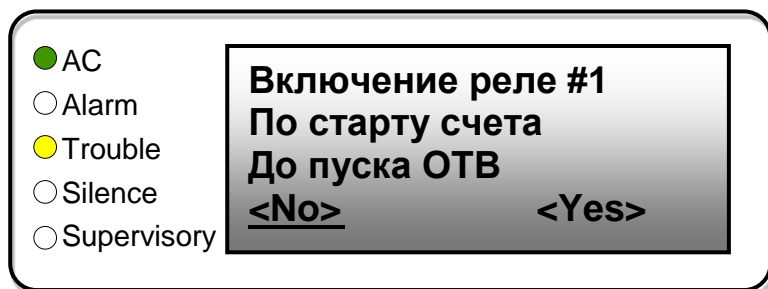 AC
Alarm
Trouble
Silence
Supervisory
Включение реле #1
По старту счета
До пуска ОТВ
<No> <Yes>